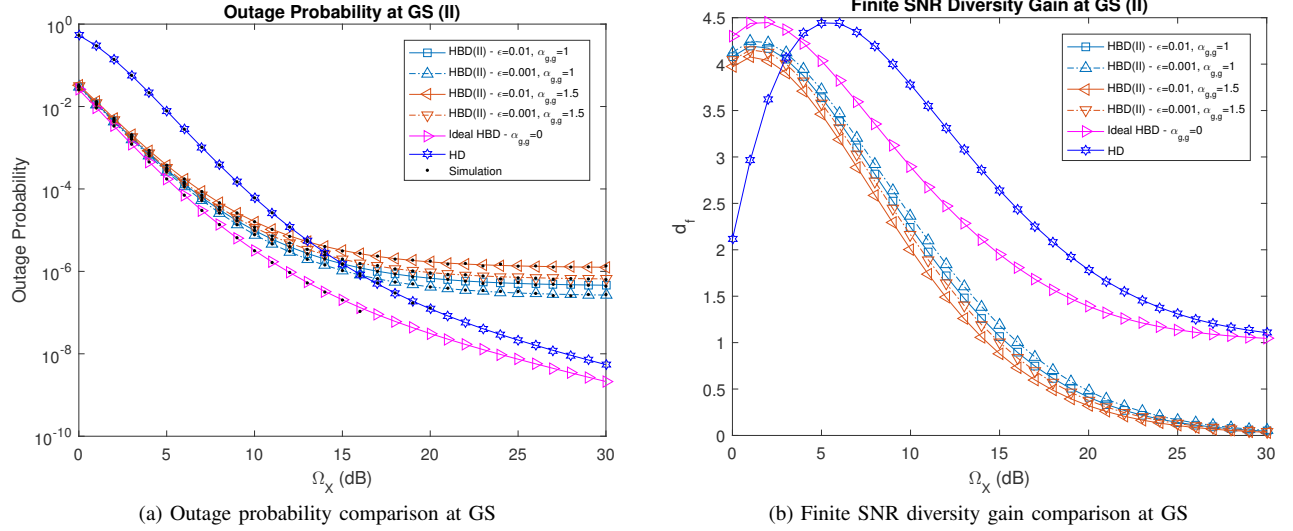 Outage Probability at GS (II)
10^0
10^-2
10^-4
10^-6
10^-8
10^-10
Outage Probability
HBD(II) - ϵ=0.01, α_g,g=1
HBD(II) - ϵ=0.001, α_g,g=1
HBD(II) - ϵ=0.01, α_g,g=1.5
HBD(II) - ϵ=0.001, α_g,g=1.5
Ideal HBD - α_g,g=0
HD
Simulation
0 5 10 15 20 25 30
Ω_X (dB)
(a) Outage probability comparison at GS
Finite SNR Diversity Gain at GS (II)
4.5
4
3.5
3
2.5
2
1.5
1
0.5
0
d_f
HBD(II) - ϵ=0.01, α_g,g=1
HBD(II) - ϵ=0.001, α_g,g=1
HBD(II) - ϵ=0.01, α_g,g=1.5
HBD(II) - ϵ=0.001, α_g,g=1.5
Ideal HBD - α_g,g=0
HD
0 5 10 15 20 25 30
Ω_X (dB)
(b) Finite SNR diversity gain comparison at GS